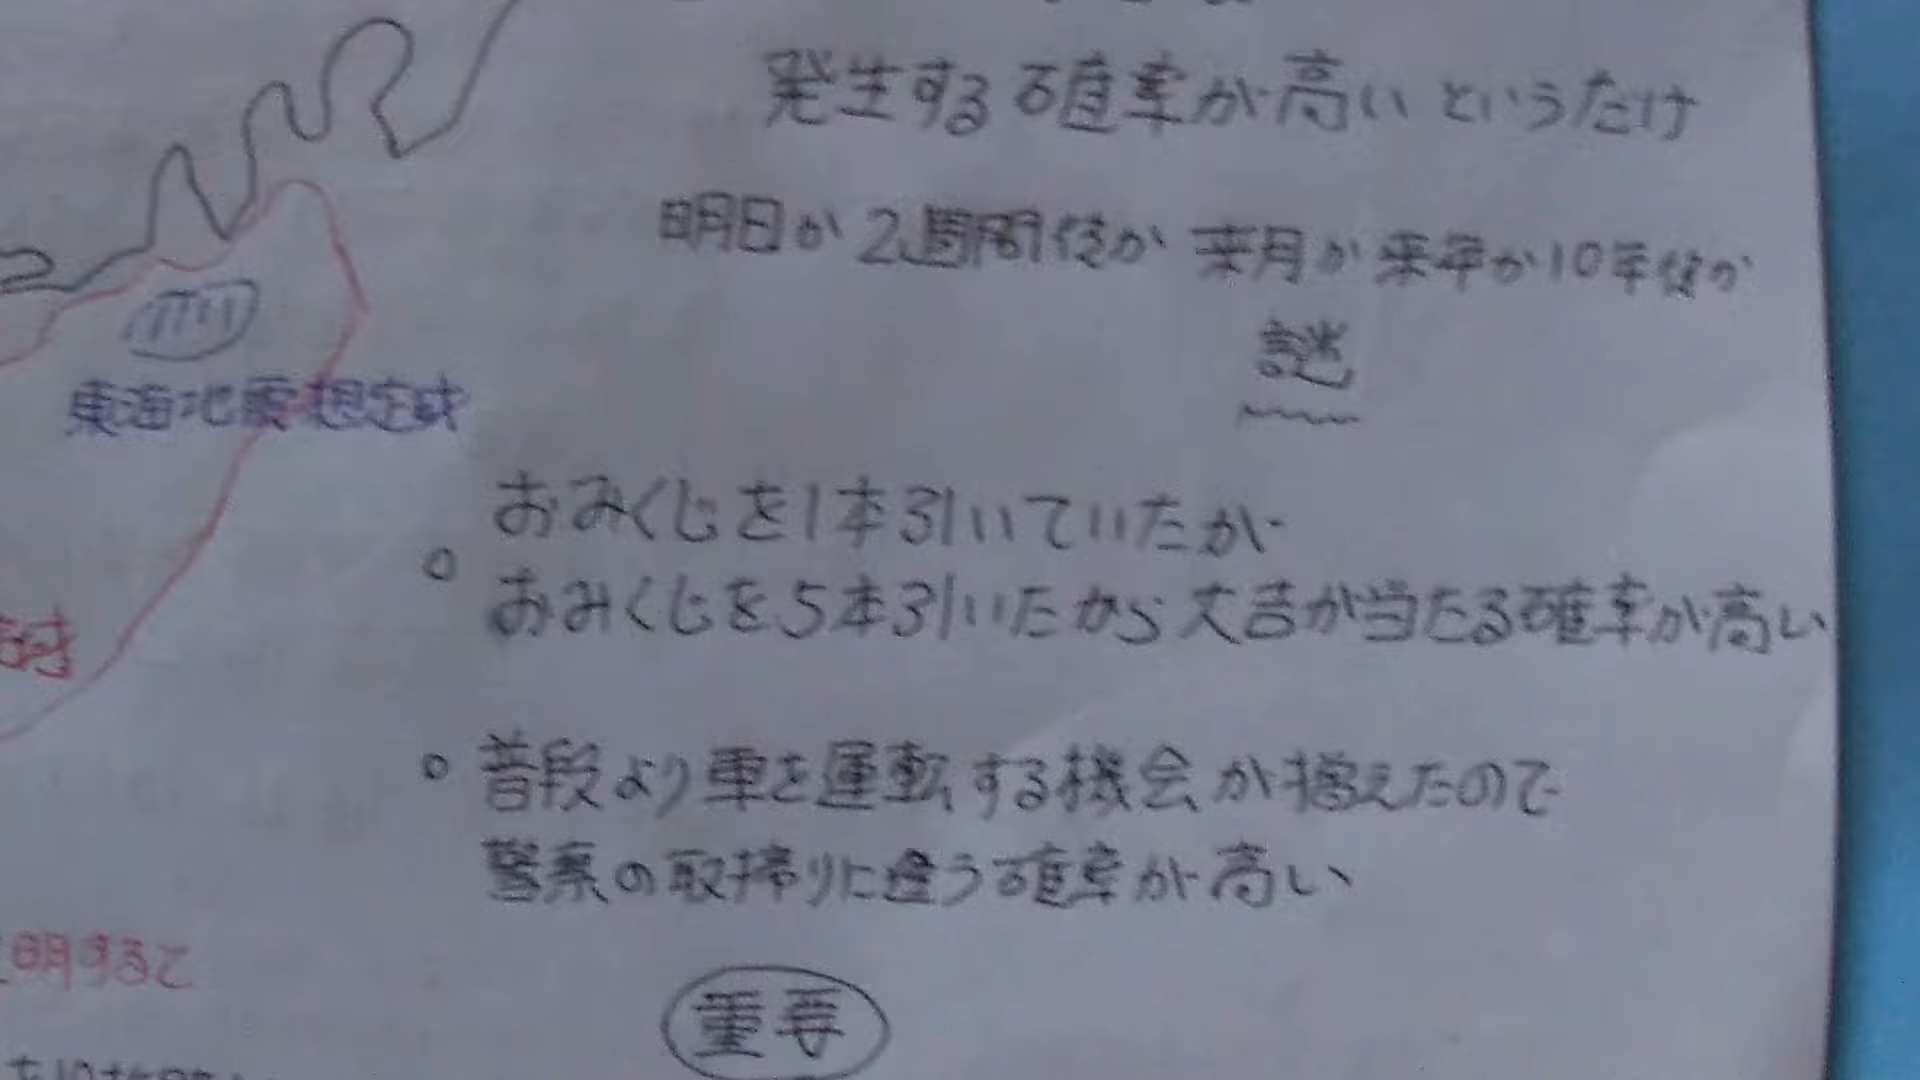 発生する確率が高いというだけ
明日か2週間後か来月か来年か10年後か
謎
東海地震想定域
おみくじを1本引いていたが
おみくじを5本引いたから大吉が当たる確率が高い
普段より車を運転する機会が増えたので
警察の取締りに逢う確率が高い
明すると
重要